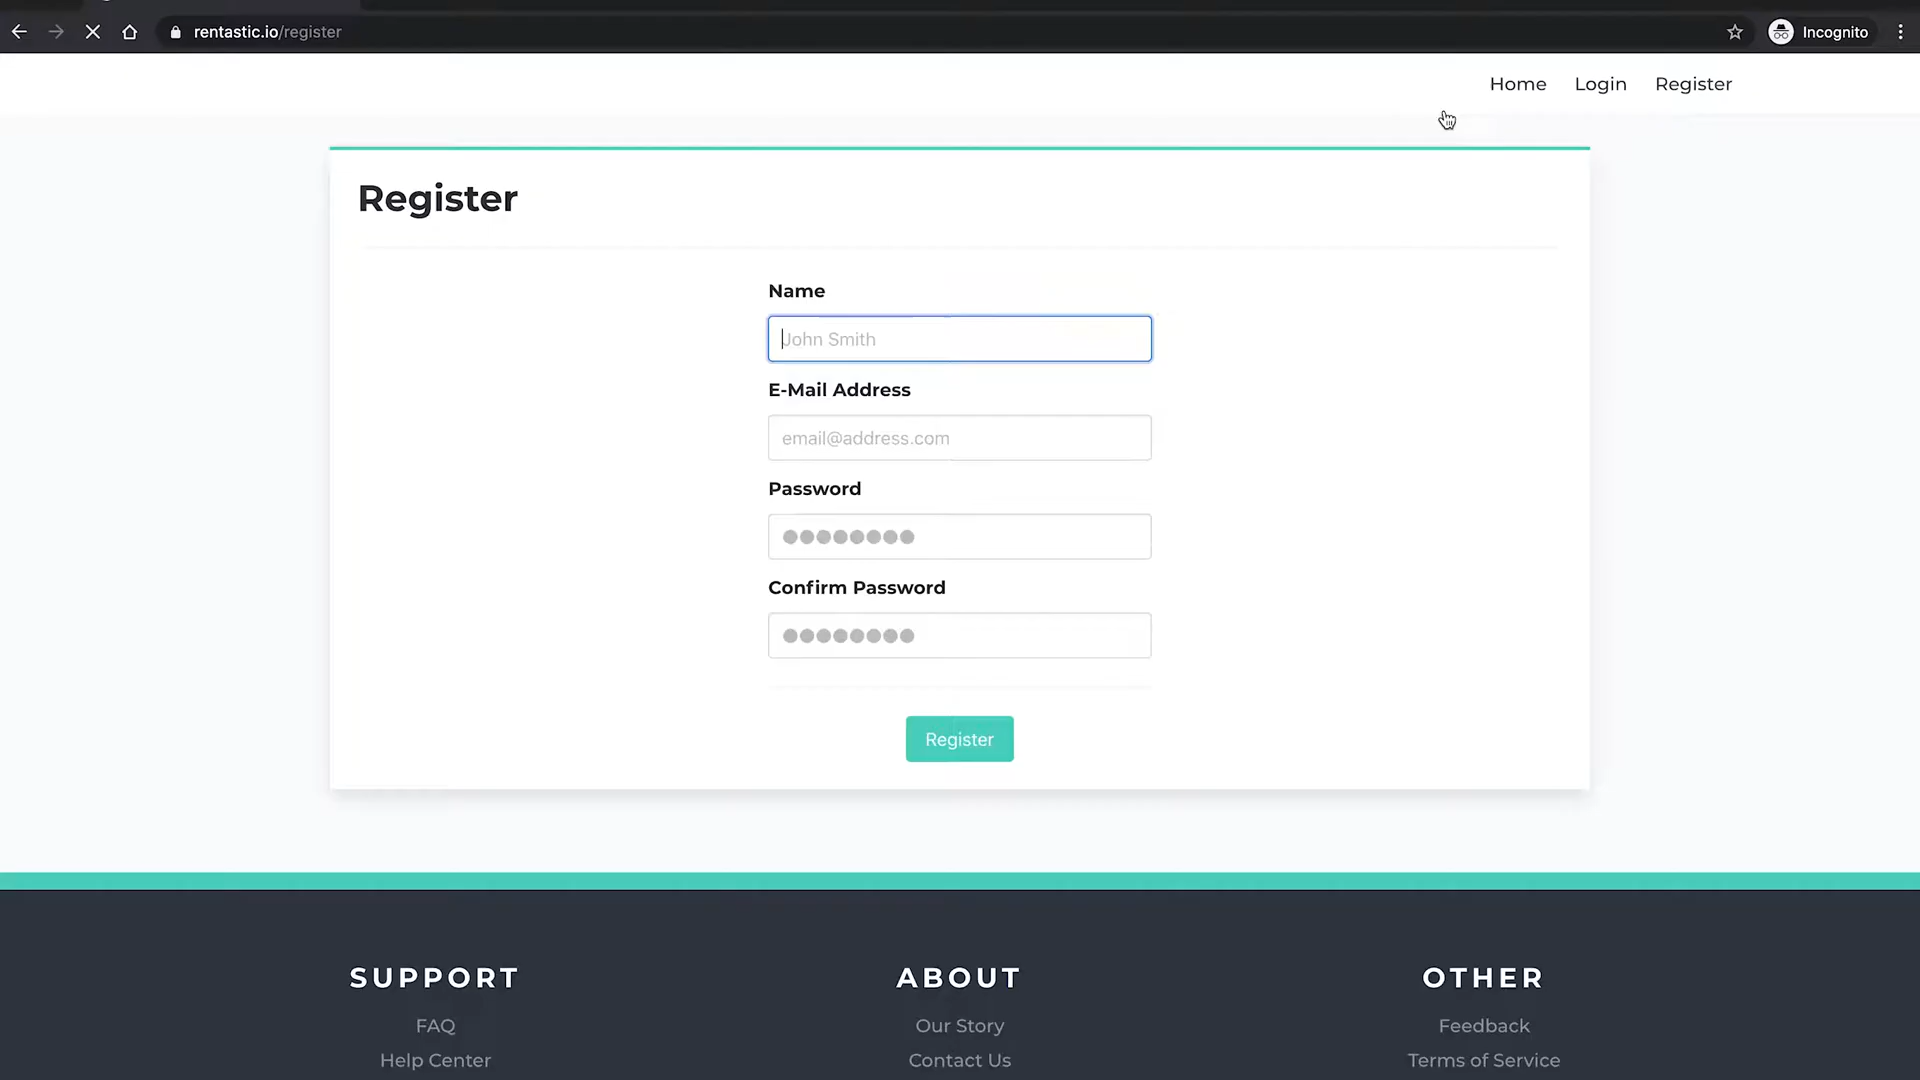 rentastic.io/register
Incognito
Home Login Register
Register
Name
John Smith
E-Mail Address
email@address.com
Password
Confirm Password
Register
SUPPORT ABOUT OTHER
FAQ Our Story Feedback
Help Center Contact Us Terms of Service